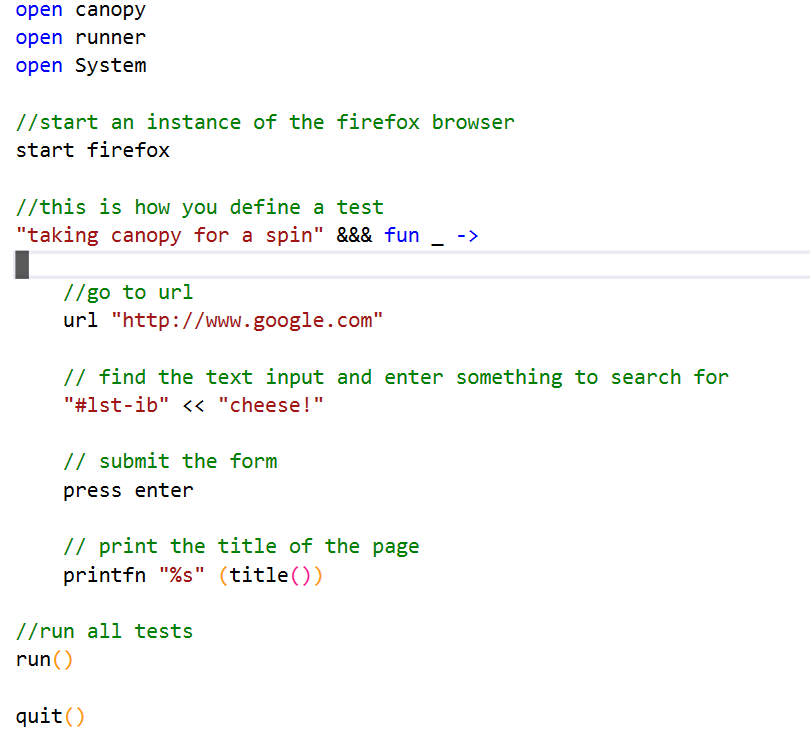 open canopy
open runner
open System
//start an instance of the firefox browser
start firefox
//this is how you define a test
"taking canopy for a spin" &&& fun _ ->
//go to url
url "http://www.google.com"
// find the text input and enter something to search for
"#lst-ib" << "cheese!"
// submit the form
press enter
// print the title of the page
printfn "%s" (title())
//run all tests
run()
quit()